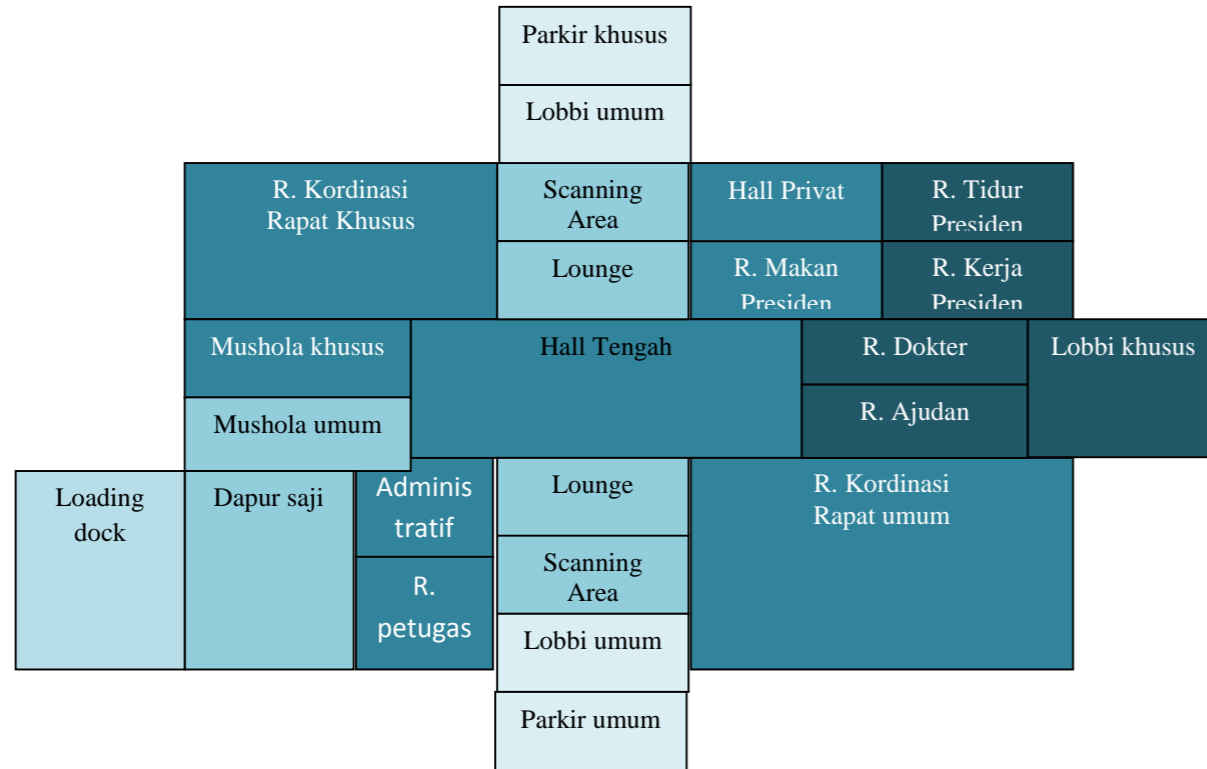 Parkir khusus
Lobbi umum
R. Kordinasi
Rapat Khusus
Scanning
Area
Hall Privat
R. Tidur
Presiden
Lounge
R. Makan
Presiden
R. Kerja
Presiden
Mushola khusus
Hall Tengah
R. Dokter
Lobbi khusus
Mushola umum
R. Ajudan
Loading
dock
Dapur saji
Adminis
tratif
Lounge
R. Kordinasi
Rapat umum
Scanning
Area
R.
petugas
Lobbi umum
Parkir umum